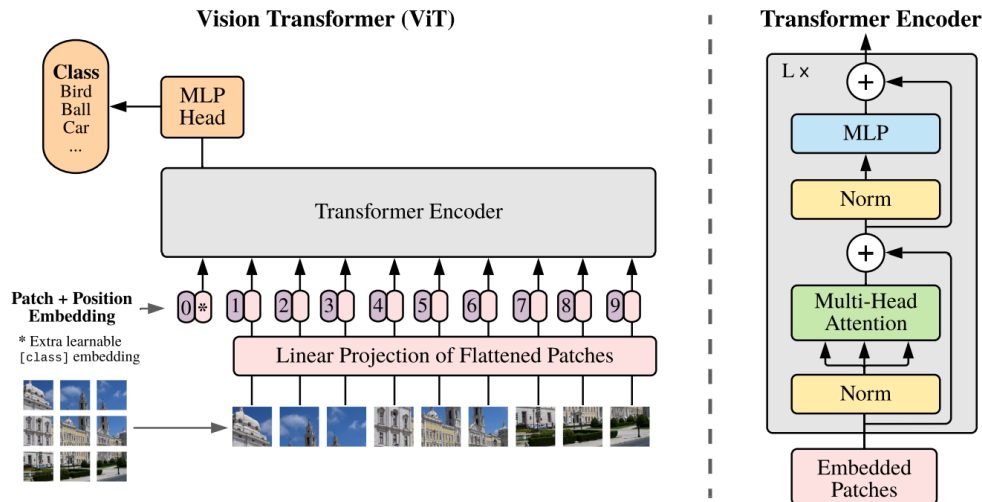 Vision Transformer (ViT)
Class
Bird
Ball
Car
...
MLP
Head
Transformer Encoder
Patch + Position
Embedding
0 * 1 2 3 4 5 6 7 8 9
* Extra learnable
[class] embedding
Linear Projection of Flattened Patches
Transformer Encoder
L ×
+
MLP
Norm
+
Multi-Head
Attention
Norm
Embedded
Patches